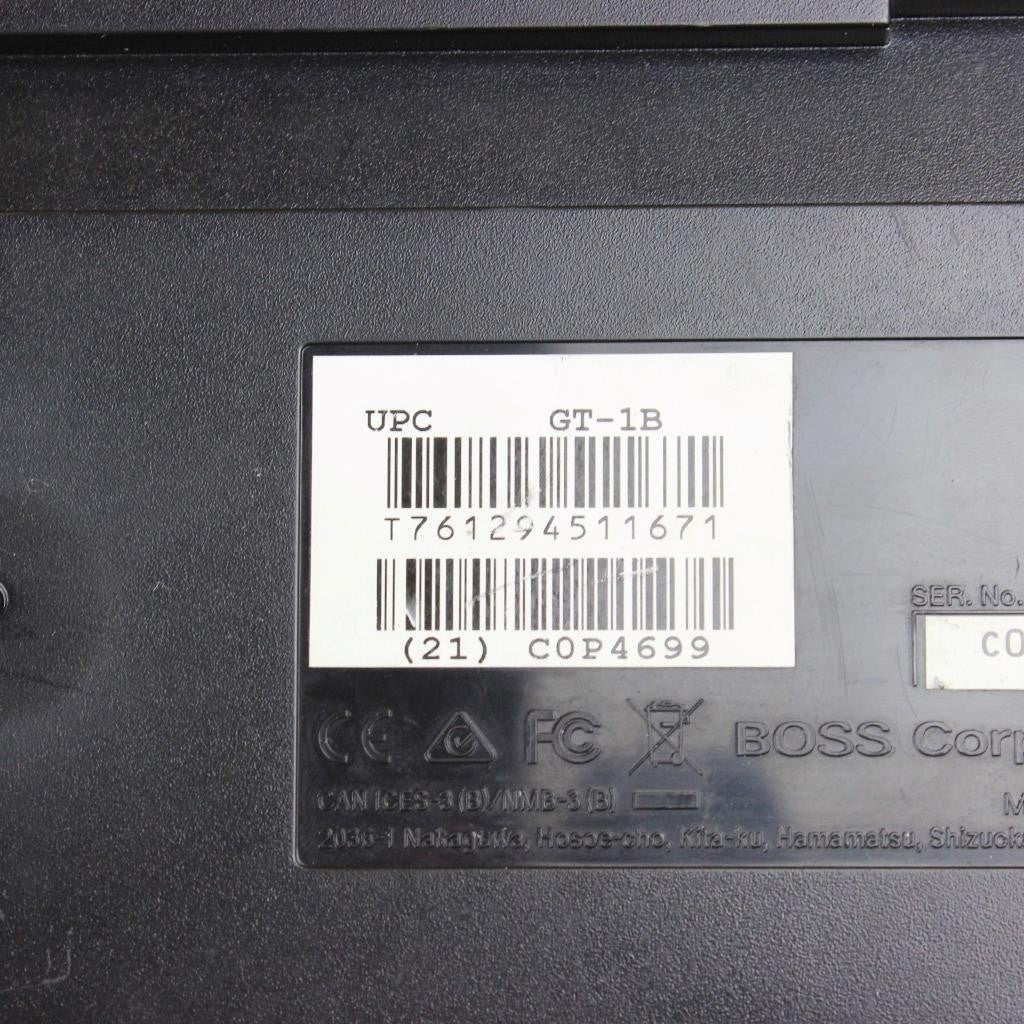 UPC GT-1B
T761294511671
(21) C0P4699
SER. No.
C0
CE FC BOSS Corp
CAN ICES-3 (B)/NMB-3 (B)
M
2036-1 Nakagawa, Hosoe-cho, Kita-ku, Hamamatsu, Shizuok